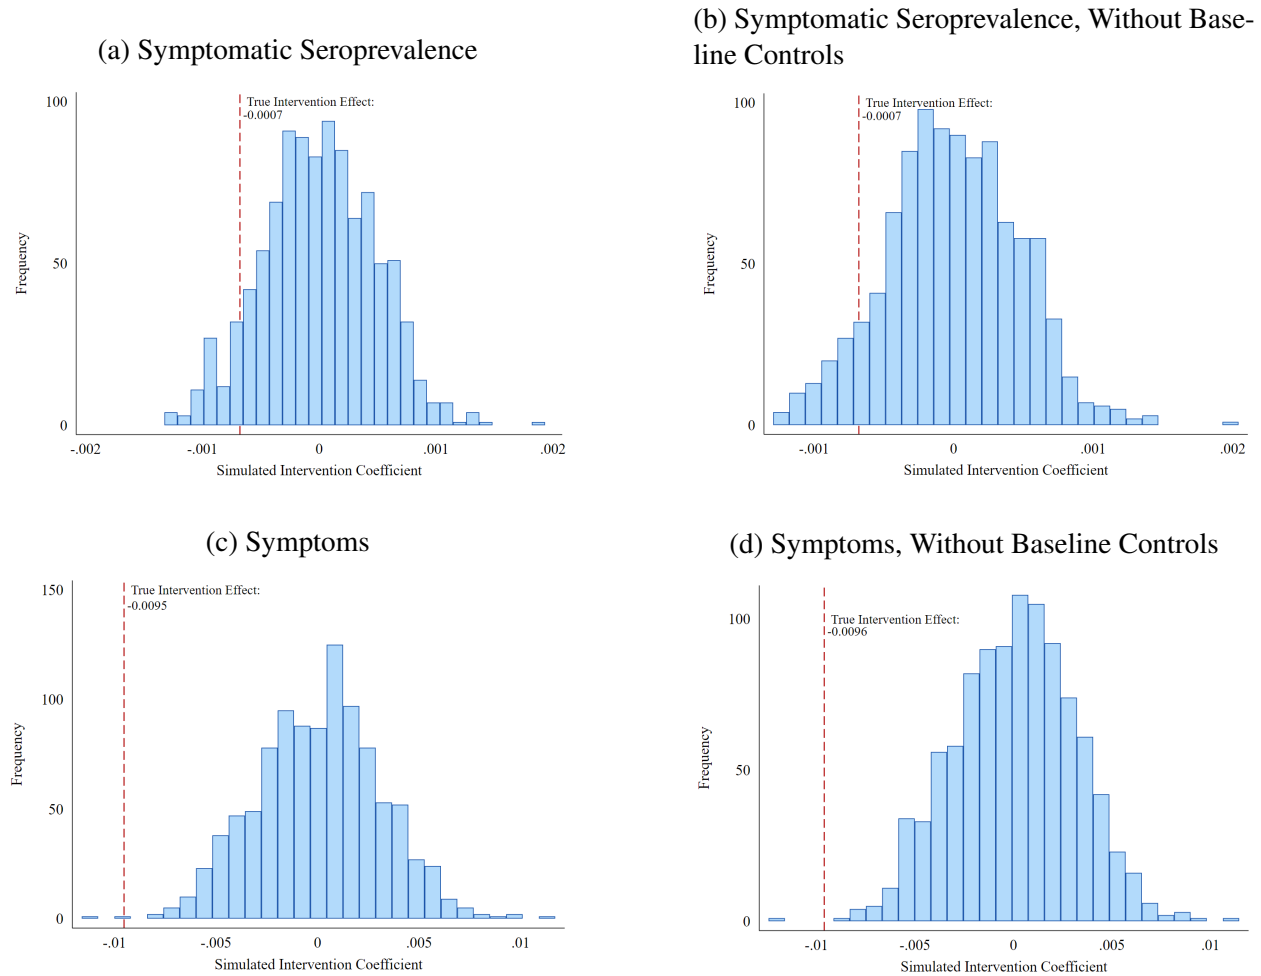 (a) Symptomatic Seroprevalence
100
50
0
Frequency
True Intervention Effect:
-0.0007
-.002 -.001 0 .001 .002
Simulated Intervention Coefficient
(b) Symptomatic Seroprevalence, Without Base-
line Controls
100
50
0
Frequency
True Intervention Effect:
-0.0007
-.001 0 .001 .002
Simulated Intervention Coefficient
(c) Symptoms
150
100
50
0
Frequency
True Intervention Effect:
-0.0095
-.01 -.005 0 .005 .01
Simulated Intervention Coefficient
(d) Symptoms, Without Baseline Controls
100
50
0
Frequency
True Intervention Effect:
-0.0096
-.01 -.005 0 .005 .01
Simulated Intervention Coefficient